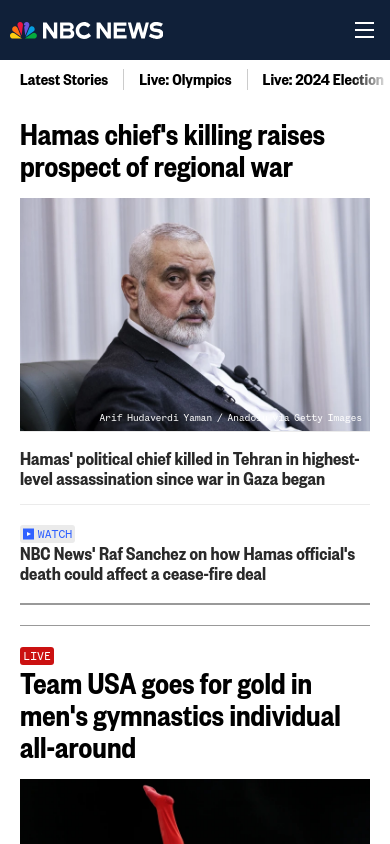 NBC NEWS
Latest Stories
Live: Olympics
Live: 2024 Election
Hamas chief's killing raises
prospect of regional war
Arif Hudaverdi Yaman / Anadolu via Getty Images
Hamas' political chief killed in Tehran in highest-
level assassination since war in Gaza began
WATCH
NBC News' Raf Sanchez on how Hamas official's
death could affect a cease-fire deal
LIVE
Team USA goes for gold in
men's gymnastics individual
all-around